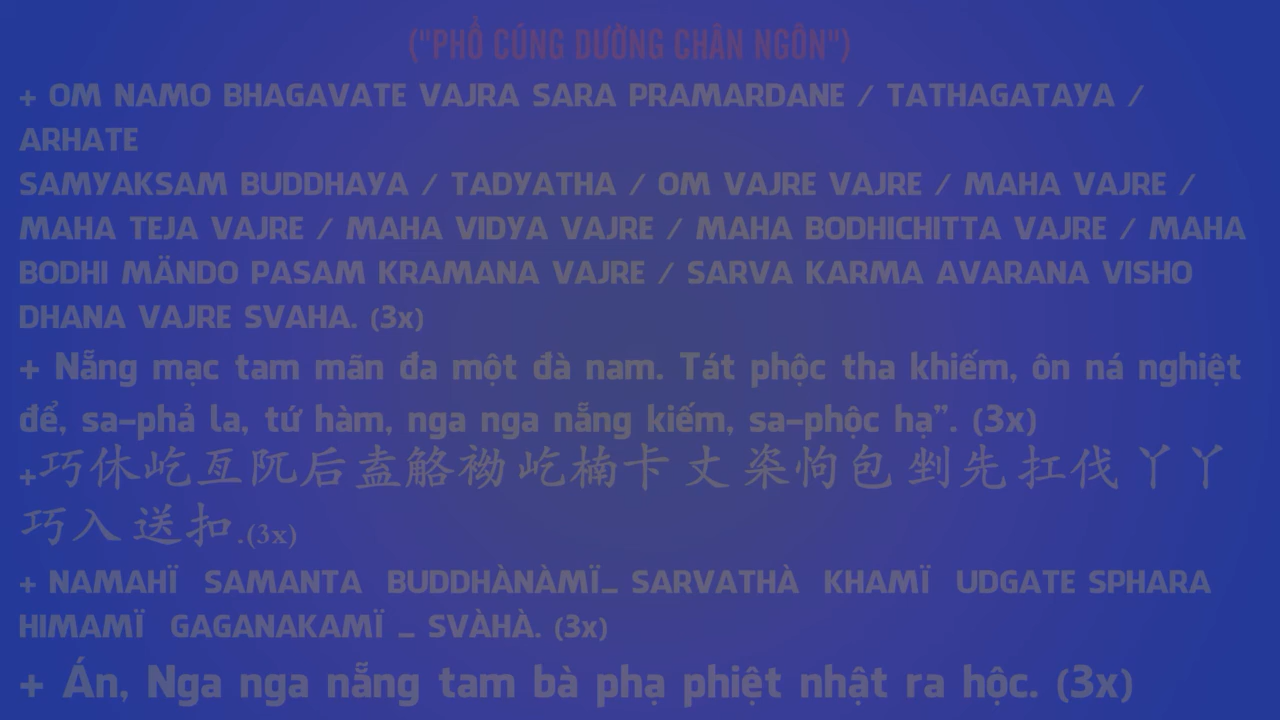 ("PHỔ CÚNG DƯỜNG CHÂN NGÔN")
+ OM NAMO BHAGAVATE VAJRA SARA PRAMARDANE / TATHAGATAYA /
ARHATE
SAMYAKSAM BUDDHAYA / TADYATHA / OM VAJRE VAJRE / MAHA VAJRE /
MAHA TEJA VAJRE / MAHA VIDYA VAJRE / MAHA BODHICHITTA VAJRE / MAHA
BODHI MÄNDO PASAM KRAMANA VAJRE / SARVA KARMA AVARANA VISHO
DHANA VAJRE SVAHA. (3x)
+ Nẵng mạc tam mãn đa một đà nam. Tát phộc tha khiếm, ôn ná nghiệt
để, sa-phả la, tứ hàm, nga nga nẵng kiếm, sa-phộc hạ”. (3x)
+巧休屹亙阢后盍觡袎屹楠卡丈栥怐包剉先扛伐丫丫
巧入送扣.(3x)
+ NAMAHÏ SAMANTA BUDDHÀNÀMÏ_ SARVATHÀ KHAMÏ UDGATE SPHARA
HIMAMÏ GAGANAKAMÏ _ SVÀHÀ. (3x)
+ Án, Nga nga nẵng tam bà phạ phiệt nhật ra hộc. (3x)